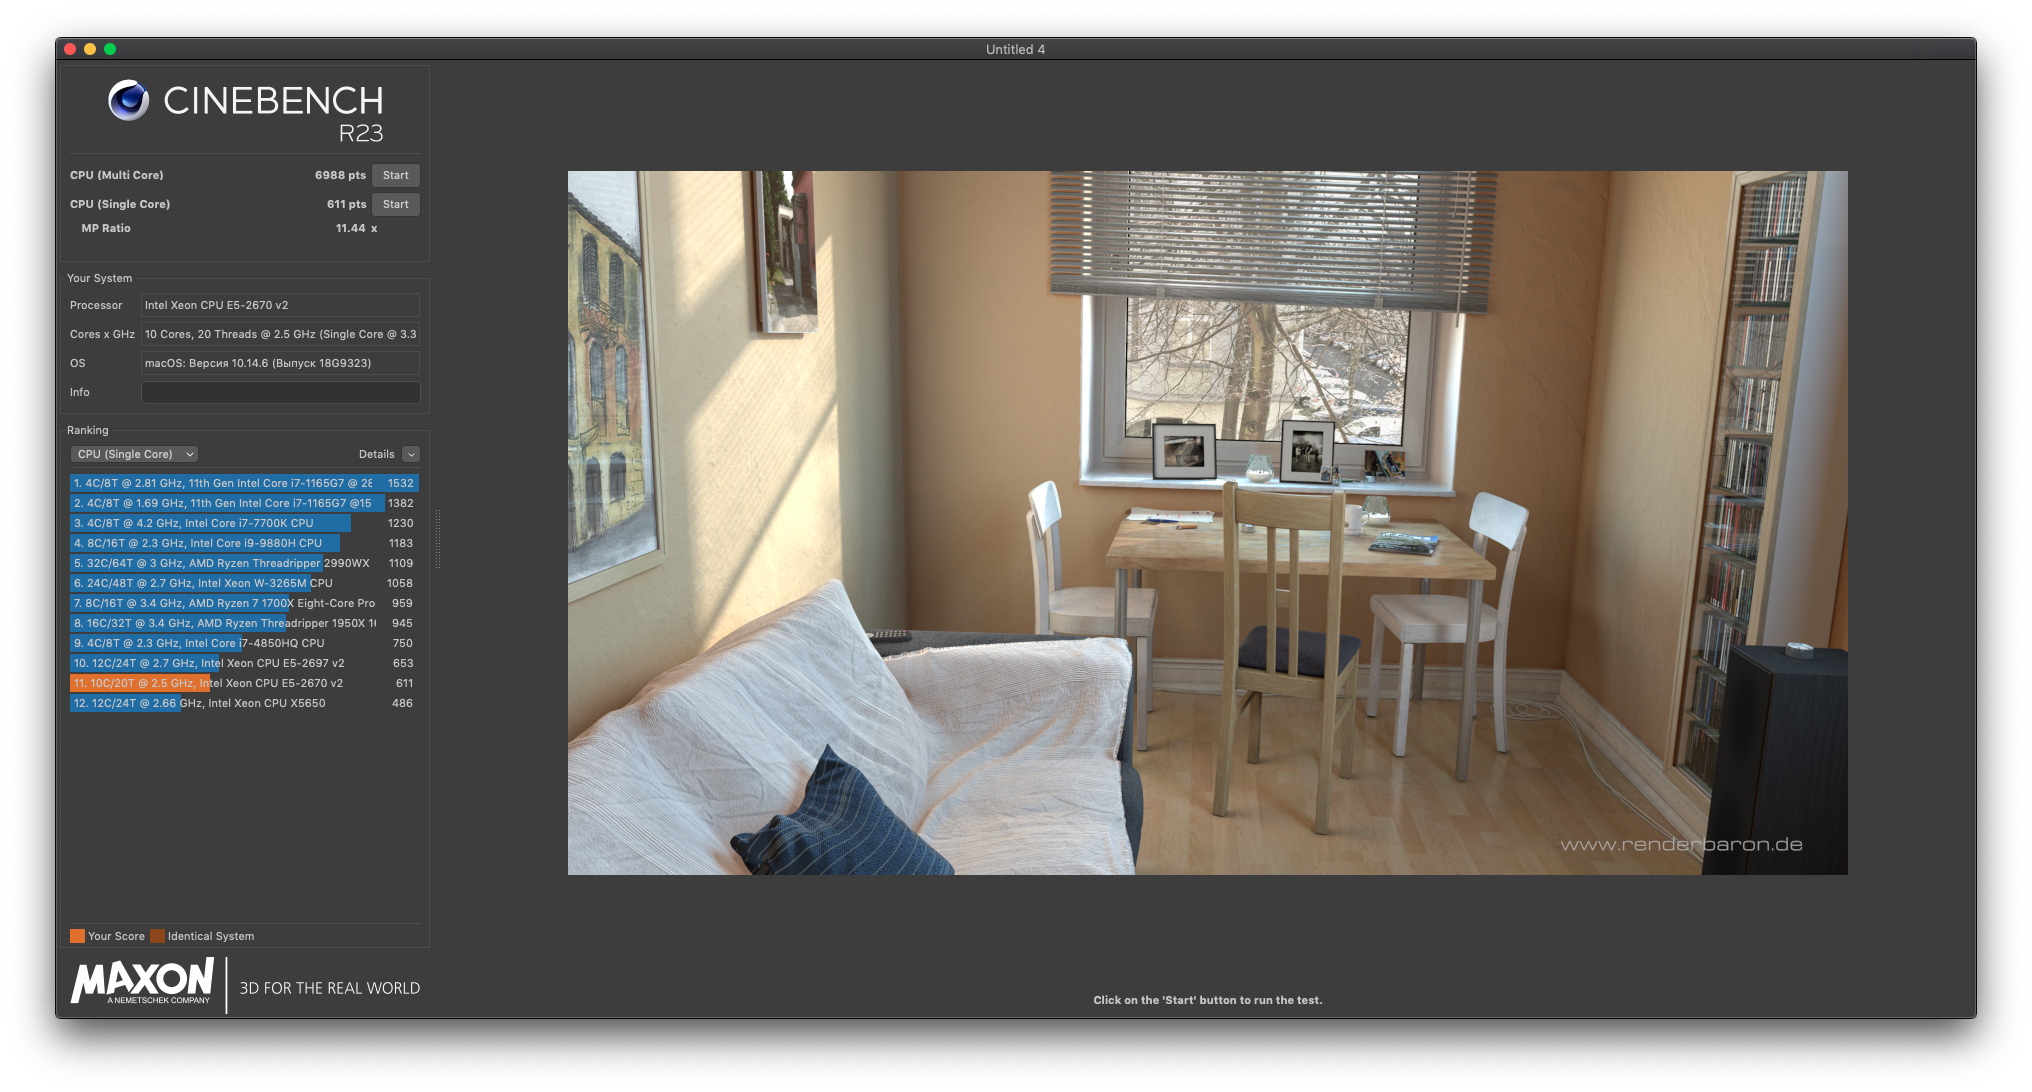 Untitled 4
CINEBENCH
R23
CPU (Multi Core) 6988 pts Start
CPU (Single Core) 611 pts Start
MP Ratio 11.44 x
Your System
Processor Intel Xeon CPU E5-2670 v2
Cores x GHz 10 Cores, 20 Threads @ 2.5 GHz (Single Core @ 3.3
OS macOS: Версия 10.14.6 (Выпуск 18G9323)
Info
Ranking
CPU (Single Core) Details
1. 4C/8T @ 2.81 GHz, 11th Gen Intel Core i7-1165G7 @ 28 1532
2. 4C/8T @ 1.69 GHz, 11th Gen Intel Core i7-1165G7 @15 1382
3. 4C/8T @ 4.2 GHz, Intel Core i7-7700K CPU 1230
4. 8C/16T @ 2.3 GHz, Intel Core i9-9880H CPU 1183
5. 32C/64T @ 3 GHz, AMD Ryzen Threadripper 2990WX 1109
6. 24C/48T @ 2.7 GHz, Intel Xeon W-3265M CPU 1058
7. 8C/16T @ 3.4 GHz, AMD Ryzen 7 1700X Eight-Core Pro 959
8. 16C/32T @ 3.4 GHz, AMD Ryzen Threadripper 1950X 16 945
9. 4C/8T @ 2.3 GHz, Intel Core i7-4850HQ CPU 750
10. 12C/24T @ 2.7 GHz, Intel Xeon CPU E5-2697 v2 653
11. 10C/20T @ 2.5 GHz, Intel Xeon CPU E5-2670 v2 611
12. 12C/24T @ 2.66 GHz, Intel Xeon CPU X5650 486
Your Score Identical System
MAXON
A NEMETSCHEK COMPANY
3D FOR THE REAL WORLD
www.renderbaron.de
Click on the 'Start' button to run the test.